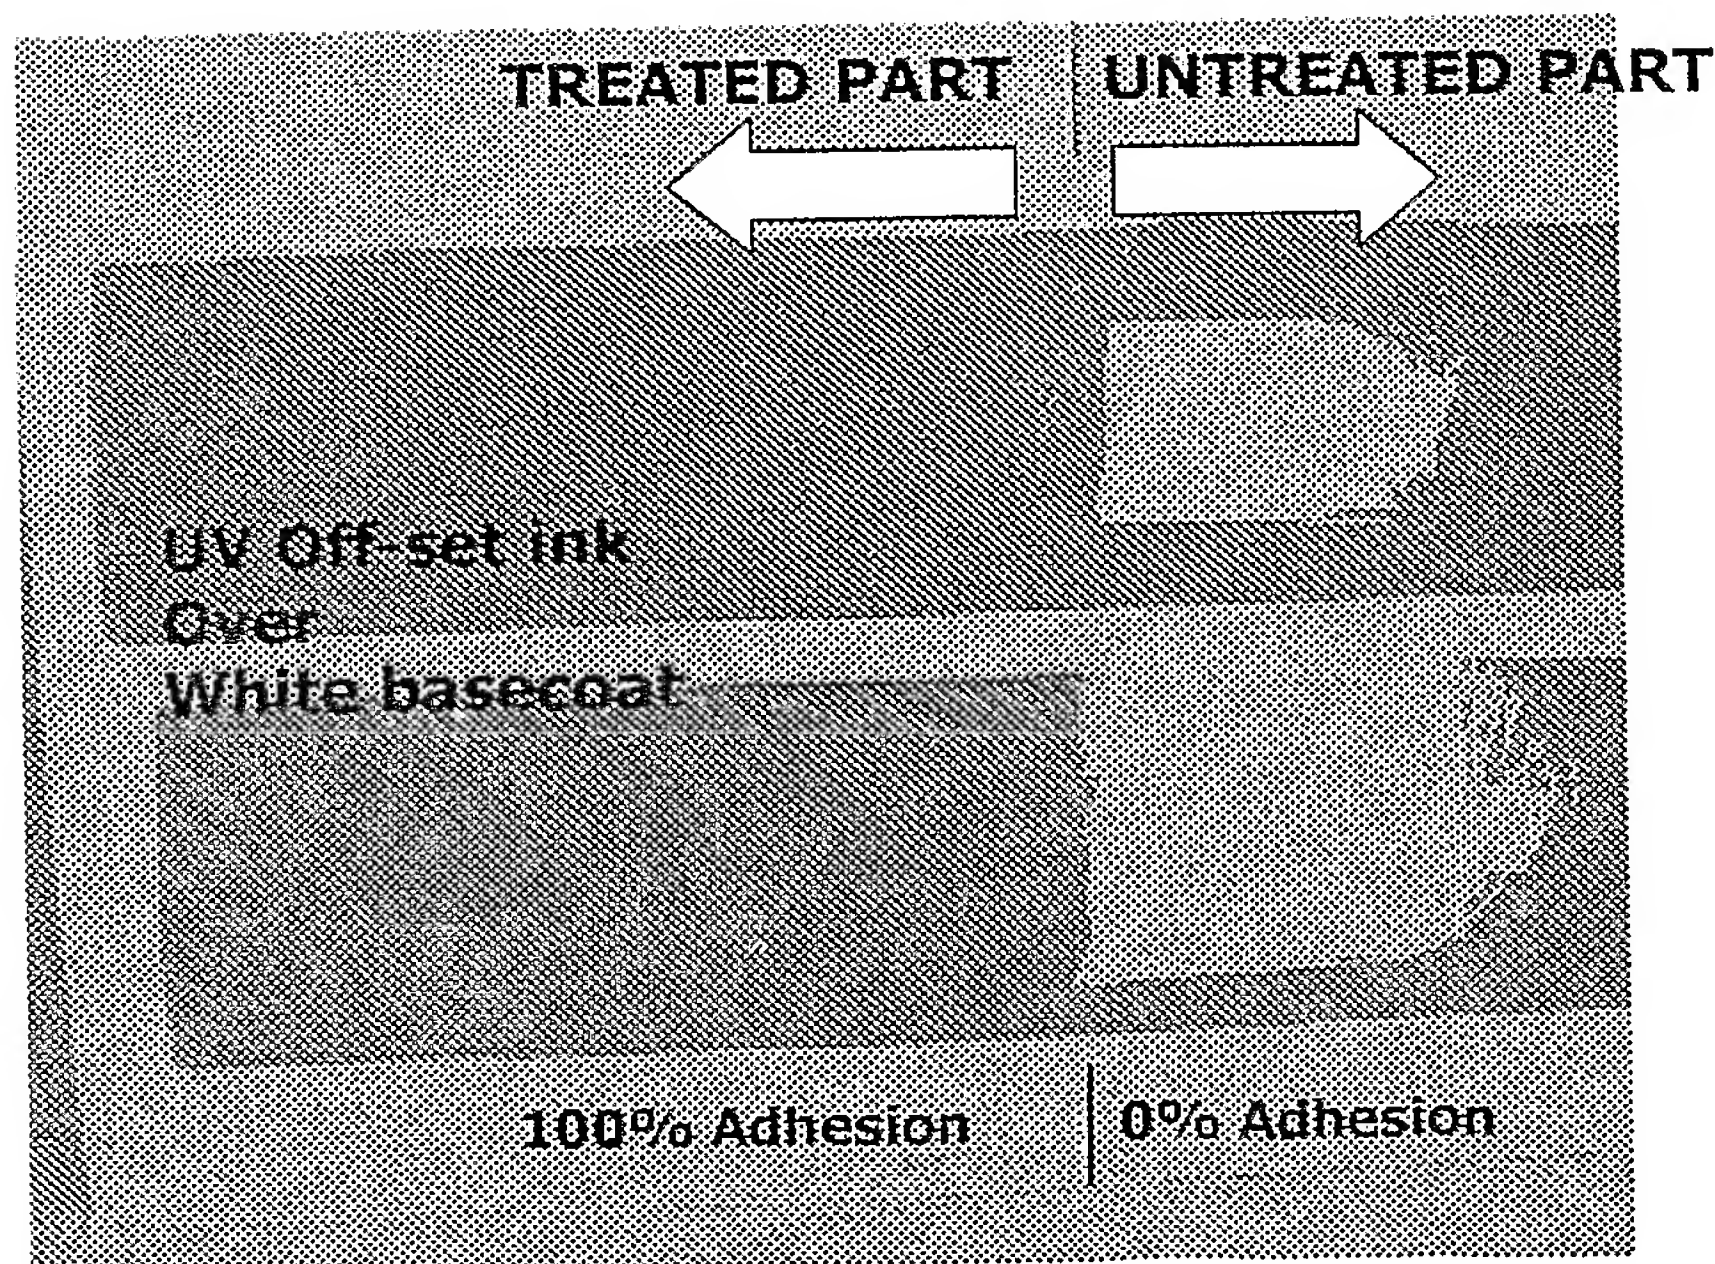 TREATED PART
UNTREATED PART
UV Off-set ink
Over
White basecoat
100% Adhesion
0% Adhesion